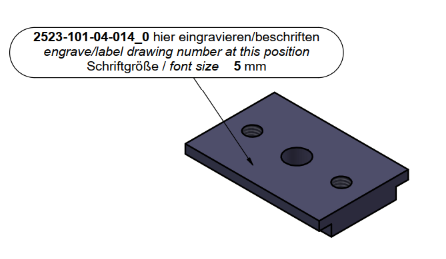 2523-101-04-014_0 hier eingravieren/beschriften
engrave/label drawing number at this position
Schriftgröße / font size 5 mm